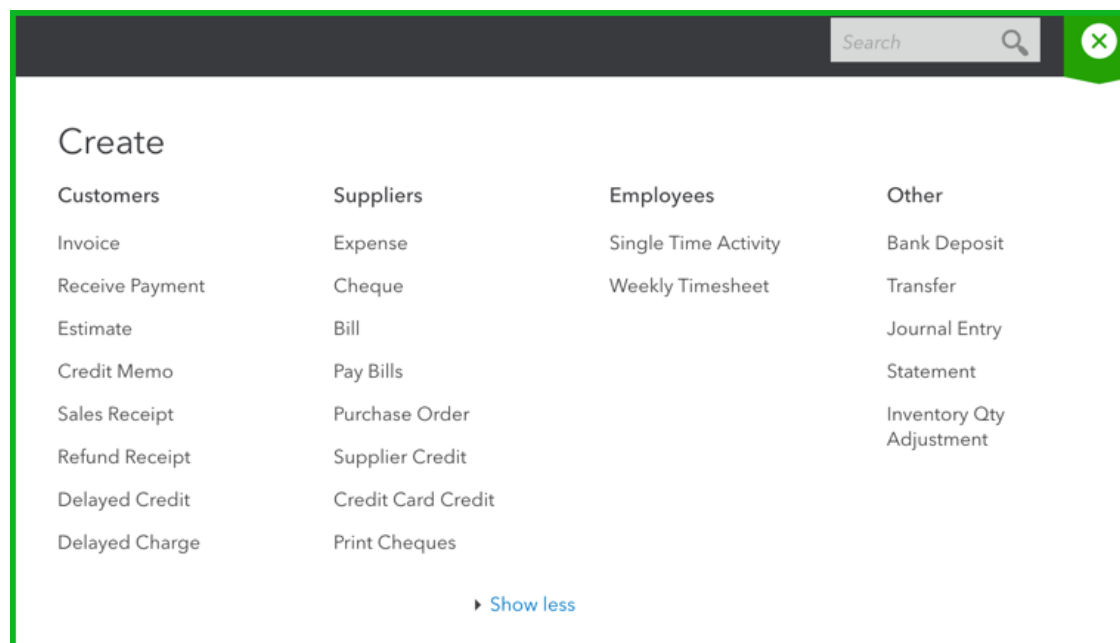 Search
Create
Customers
Suppliers
Employees
Other
Invoice
Expense
Single Time Activity
Bank Deposit
Receive Payment
Cheque
Weekly Timesheet
Transfer
Estimate
Bill
Journal Entry
Credit Memo
Pay Bills
Statement
Sales Receipt
Purchase Order
Inventory Qty
Adjustment
Refund Receipt
Supplier Credit
Delayed Credit
Credit Card Credit
Delayed Charge
Print Cheques
Show less